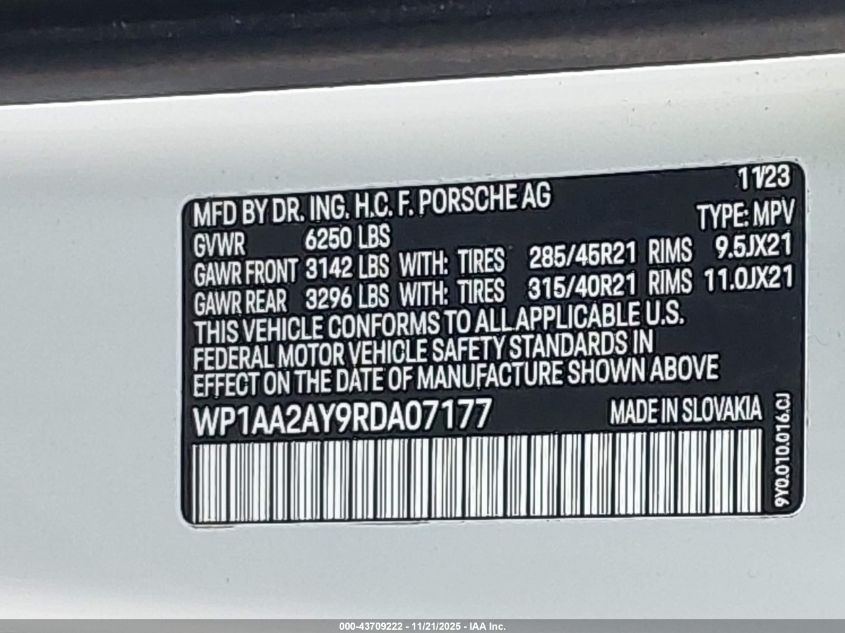 11/23
MFD BY DR. ING. H.C. F. PORSCHE AG
TYPE: MPV
GVWR 6250 LBS
GAWR FRONT 3142 LBS WITH: TIRES 285/45R21 RIMS 9.5JX21
GAWR REAR 3296 LBS WITH: TIRES 315/40R21 RIMS 11.0JX21
THIS VEHICLE CONFORMS TO ALL APPLICABLE U.S.
FEDERAL MOTOR VEHICLE SAFETY STANDARDS IN
EFFECT ON THE DATE OF MANUFACTURE SHOWN ABOVE
WP1AA2AY9RDA07177 MADE IN SLOVAKIA
9Y0.010.016.CJ
000-43709222 - 11/21/2025 - IAA Inc.